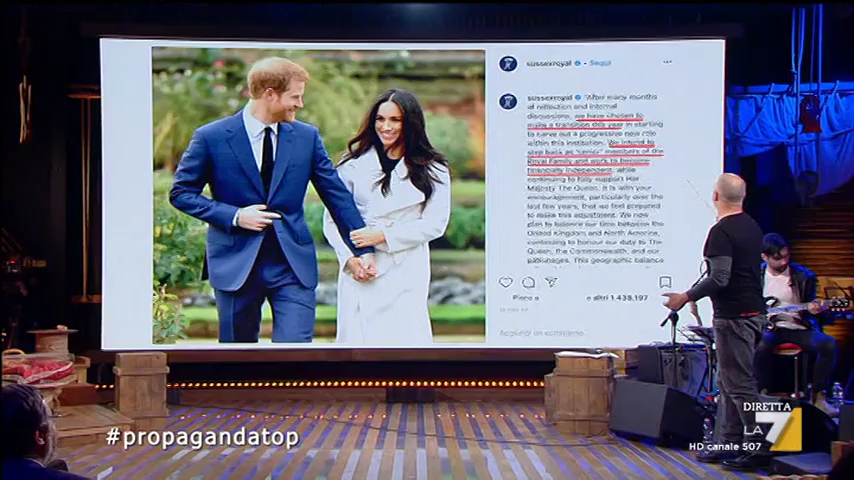 sussexroyal • Segui
sussexroyal After many months
of reflection and internal
discussions, we have chosen to
make a transition this year in starting
to carve out a progressive new role
within this institution. We intend to
step back as 'senior' members of the
Royal Family and work to become
financially independent, while
continuing to fully support Her
Majesty The Queen. It is with your
encouragement, particularly over the
last few years, that we feel prepared
to make this adjustment. We now
plan to balance our time between the
United Kingdom and North America,
continuing to honour our duty to The
Queen, the Commonwealth, and our
patronages. This geographic balance
Piace a
e altri 1.438.197
Aggiungi un commento
#propagandatop
DIRETTA
LA 7
HD canale 507